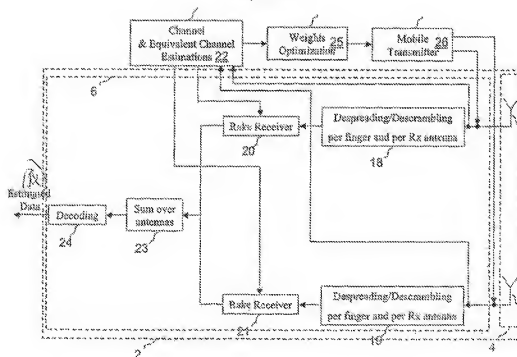 Channel
& Equivalent Channel
Estimations 22
Weights
Optimization 25
Mobile
Transmitter 26
6
Rake Receiver
20
Despreading/Descrambling
per finger and per Rx antenna
18
Estimated
Data
Decoding
24
Sum over
antennas
23
Rake Receiver
21
Despreading/Descrambling
per finger and per Rx antenna
19
2
4